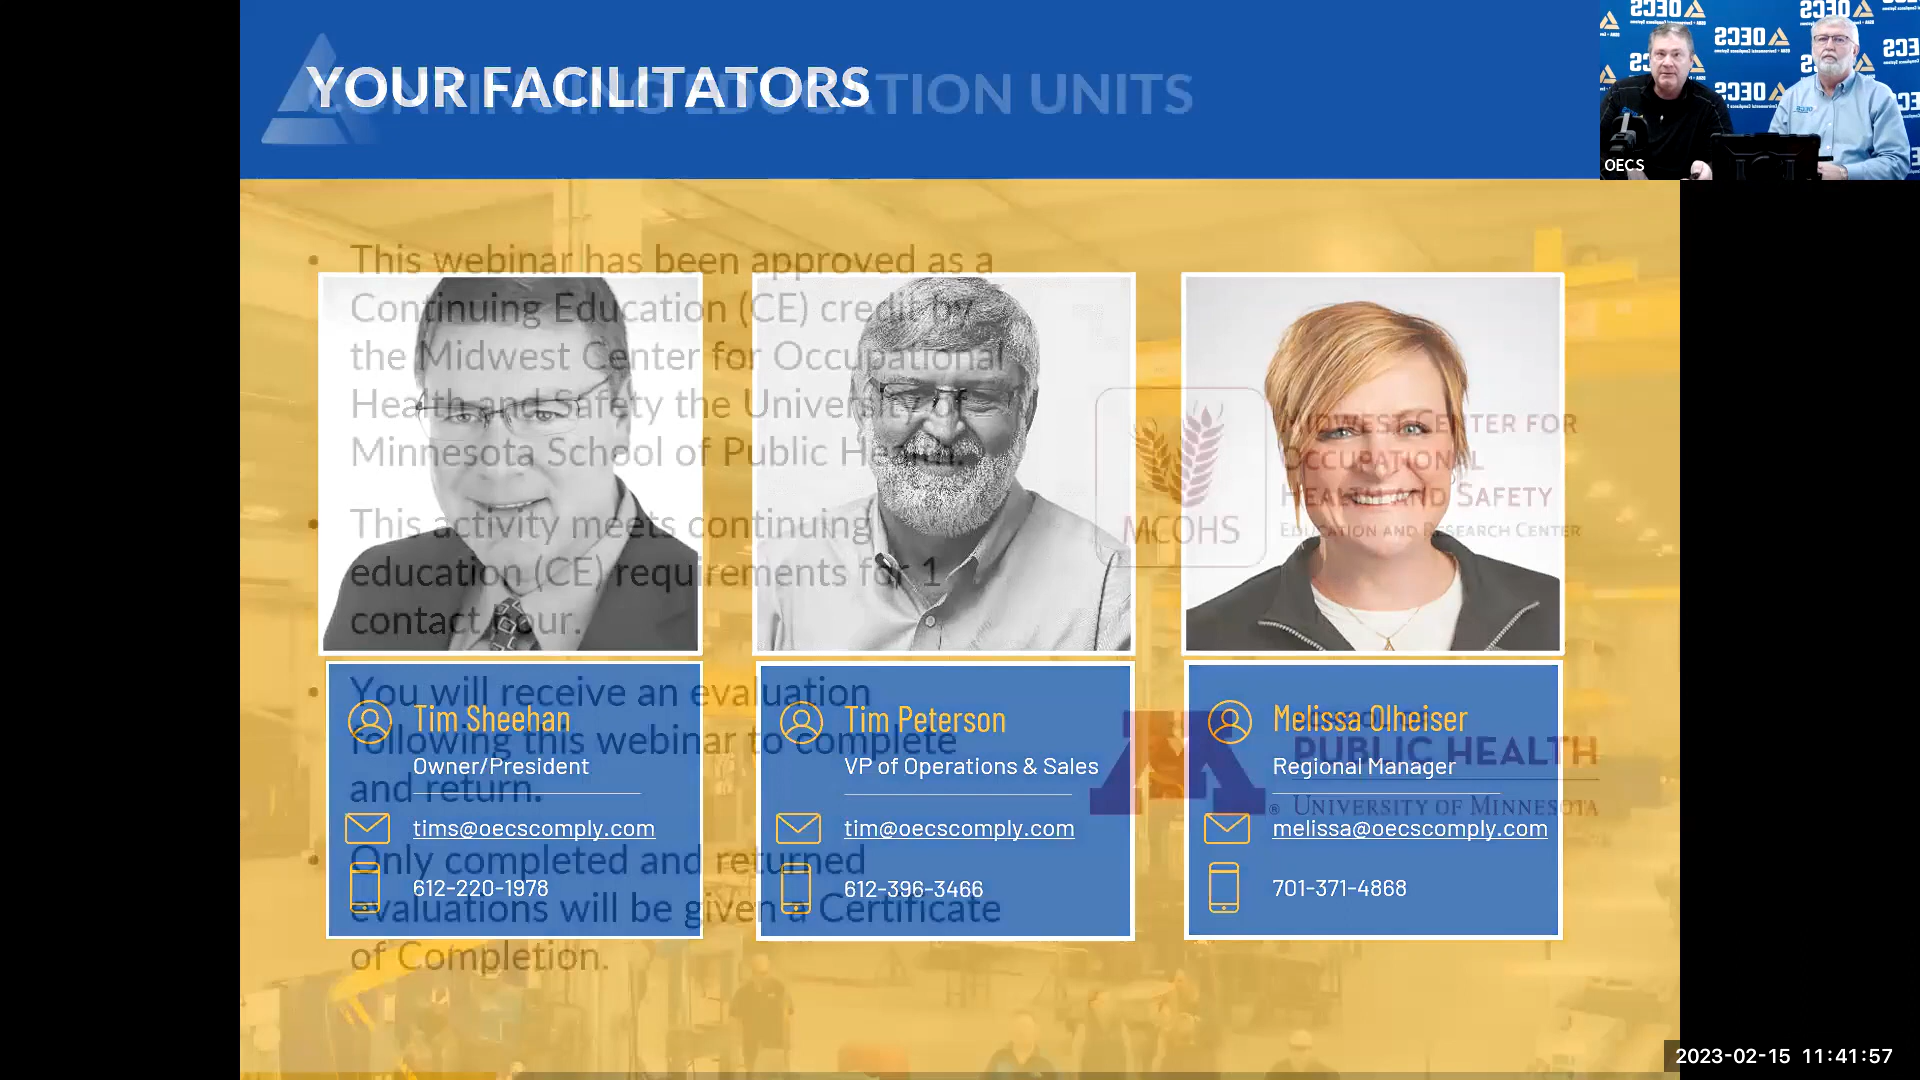 YOUR FACILITATORS
CONTINUING EDUCATION UNITS
OECS
• This webinar has been approved as a
Continuing Education (CE) credit by
the Midwest Center for Occupational
Health and Safety the University of
Minnesota School of Public Health.
• This activity meets continuing
education (CE) requirements for 1
contact hour.
• You will receive an evaluation
following this webinar to complete
and return.
• Only completed and returned
evaluations will be given a Certificate
of Completion.
MCOHS
MIDWEST CENTER FOR
OCCUPATIONAL
HEALTH AND SAFETY
EDUCATION AND RESEARCH CENTER
PUBLIC HEALTH
® UNIVERSITY OF MINNESOTA
Tim Sheehan
Owner/President
tims@oecscomply.com
612-220-1978
Tim Peterson
VP of Operations & Sales
tim@oecscomply.com
612-396-3466
Melissa Olheiser
Regional Manager
melissa@oecscomply.com
701-371-4868
2023-02-15 11:41:57